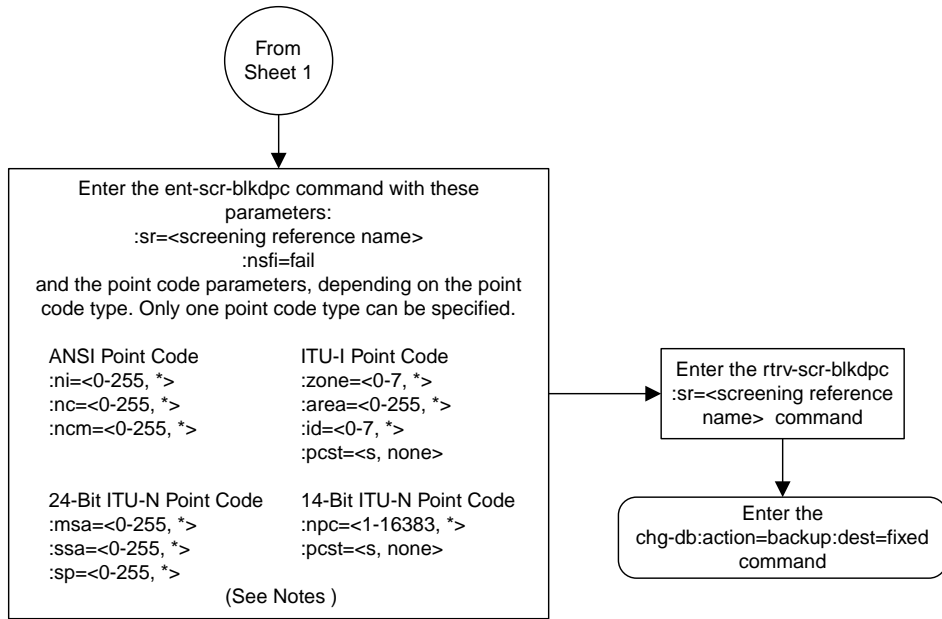 From
Sheet 1
Enter the ent-scr-blkdpc command with these
parameters:
:sr=<screening reference name>
:nsfi=fail
and the point code parameters, depending on the point
code type. Only one point code type can be specified.
ANSI Point Code
:ni=<0-255, *>
:nc=<0-255, *>
:ncm=<0-255, *>
ITU-I Point Code
:zone=<0-7, *>
:area=<0-255, *>
:id=<0-7, *>
:pcst=<s, none>
24-Bit ITU-N Point Code
:msa=<0-255, *>
:ssa=<0-255, *>
:sp=<0-255, *>
14-Bit ITU-N Point Code
:npc=<1-16383, *>
:pcst=<s, none>
(See Notes )
Enter the rtrv-scr-blkdpc
:sr=<screening reference
name> command
Enter the
chg-db:action=backup:dest=fixed
command